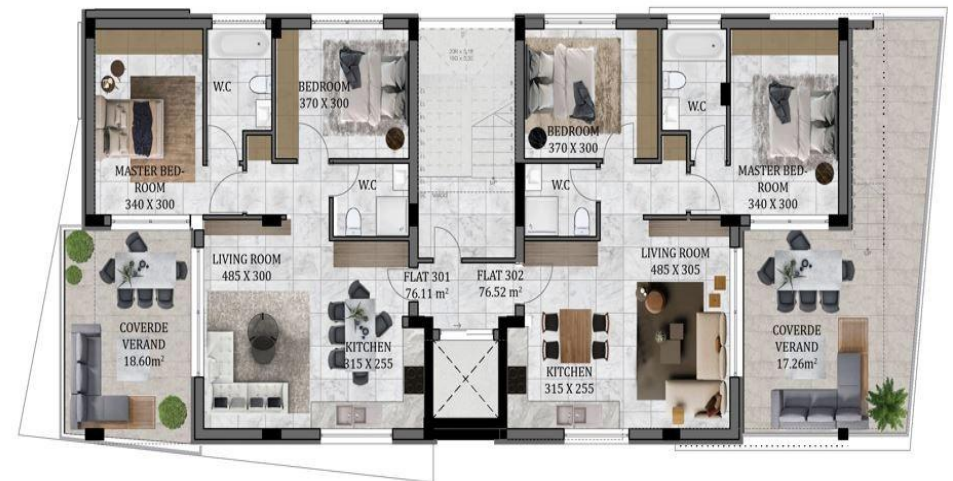 W.C
BEDROOM
370 X 300
MASTER BED-
ROOM
340 X 300
W.C
LIVING ROOM
485 X 300
FLAT 301
76.11 m²
KITCHEN
315 X 255
COVERDE
VERAND
18.60m²
BEDROOM
370 X 300
W.C
MASTER BED-
ROOM
340 X 300
W.C
LIVING ROOM
485 X 305
FLAT 302
76.52 m²
KITCHEN
315 X 255
COVERDE
VERAND
17.26m²